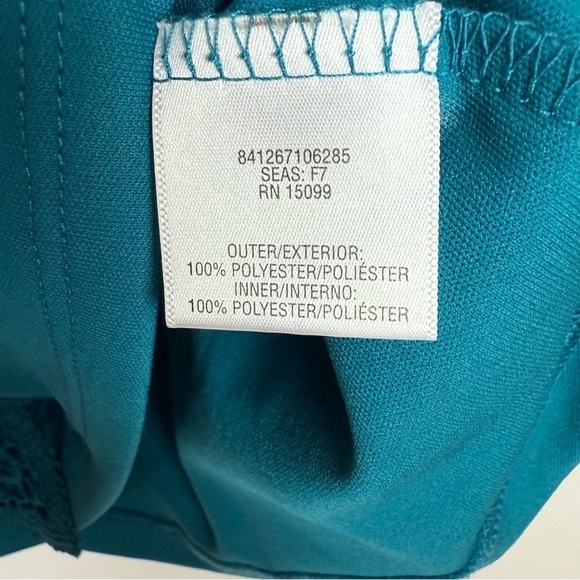 841267106285
SEAS: F7
RN 15099
OUTER/EXTERIOR:
100% POLYESTER/POLIÉSTER
INNER/INTERNO:
100% POLYESTER/POLIÉSTER